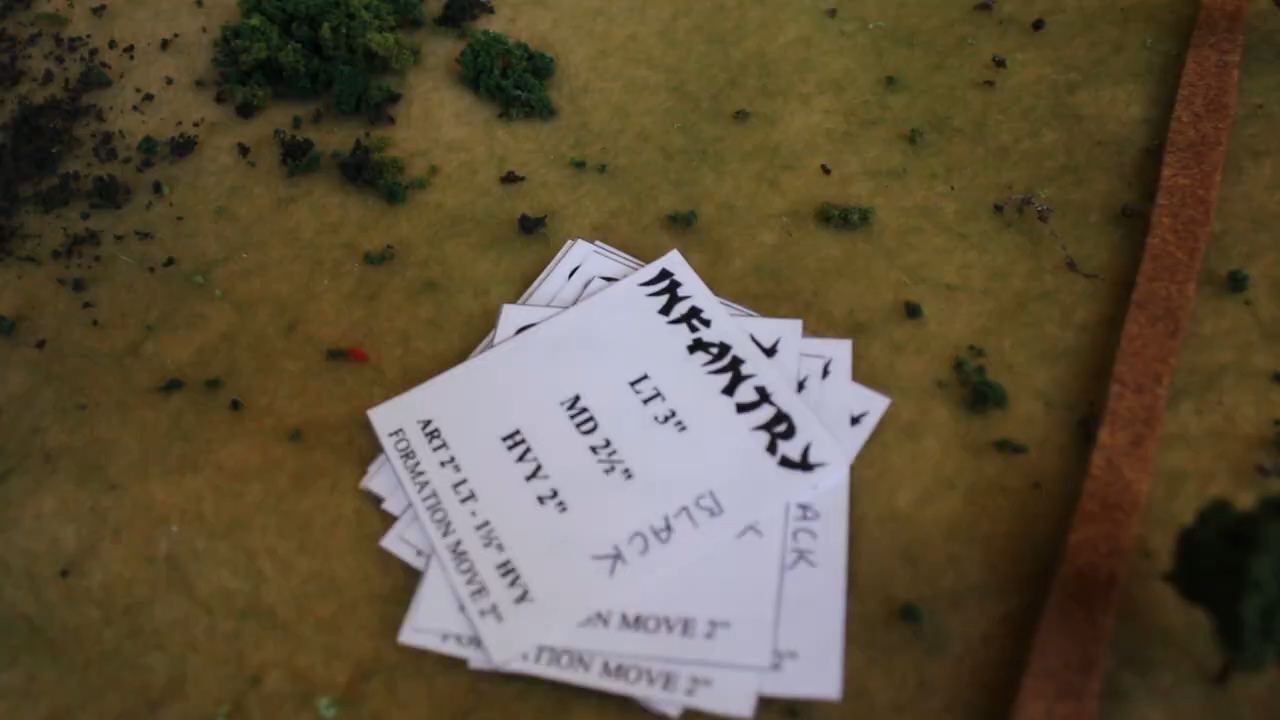 INFANTRY
LT 3"
MD 2½"
HVY 2"
ART 2" LT - 1½" HVY
FORMATION MOVE 2"
BLACK
Y
ACK
N MOVE 2"
TION MOVE 2"